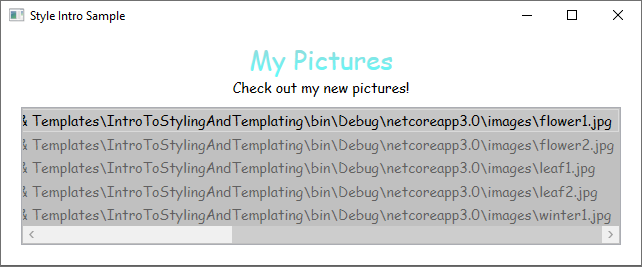 Style Intro Sample
My Pictures
Check out my new pictures!
& Templates\IntroToStylingAndTemplating\bin\Debug\netcoreapp3.0\images\flower1.jpg
& Templates\IntroToStylingAndTemplating\bin\Debug\netcoreapp3.0\images\flower2.jpg
& Templates\IntroToStylingAndTemplating\bin\Debug\netcoreapp3.0\images\leaf1.jpg
& Templates\IntroToStylingAndTemplating\bin\Debug\netcoreapp3.0\images\leaf2.jpg
& Templates\IntroToStylingAndTemplating\bin\Debug\netcoreapp3.0\images\winter1.jpg